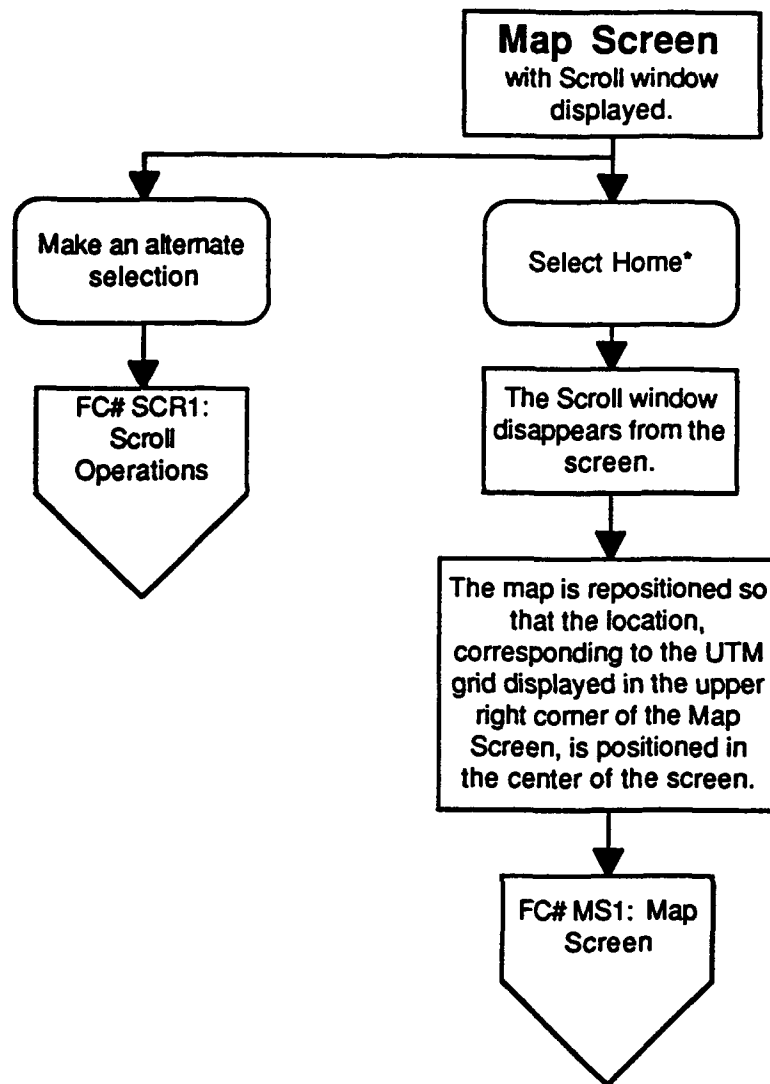 Map Screen
with Scroll window
displayed.
Make an alternate
selection
Select Home*
FC# SCR1:
Scroll
Operations
The Scroll window
disappears from the
screen.
The map is repositioned so
that the location,
corresponding to the UTM
grid displayed in the upper
right corner of the Map
Screen, is positioned in
the center of the screen.
FC# MS1: Map
Screen